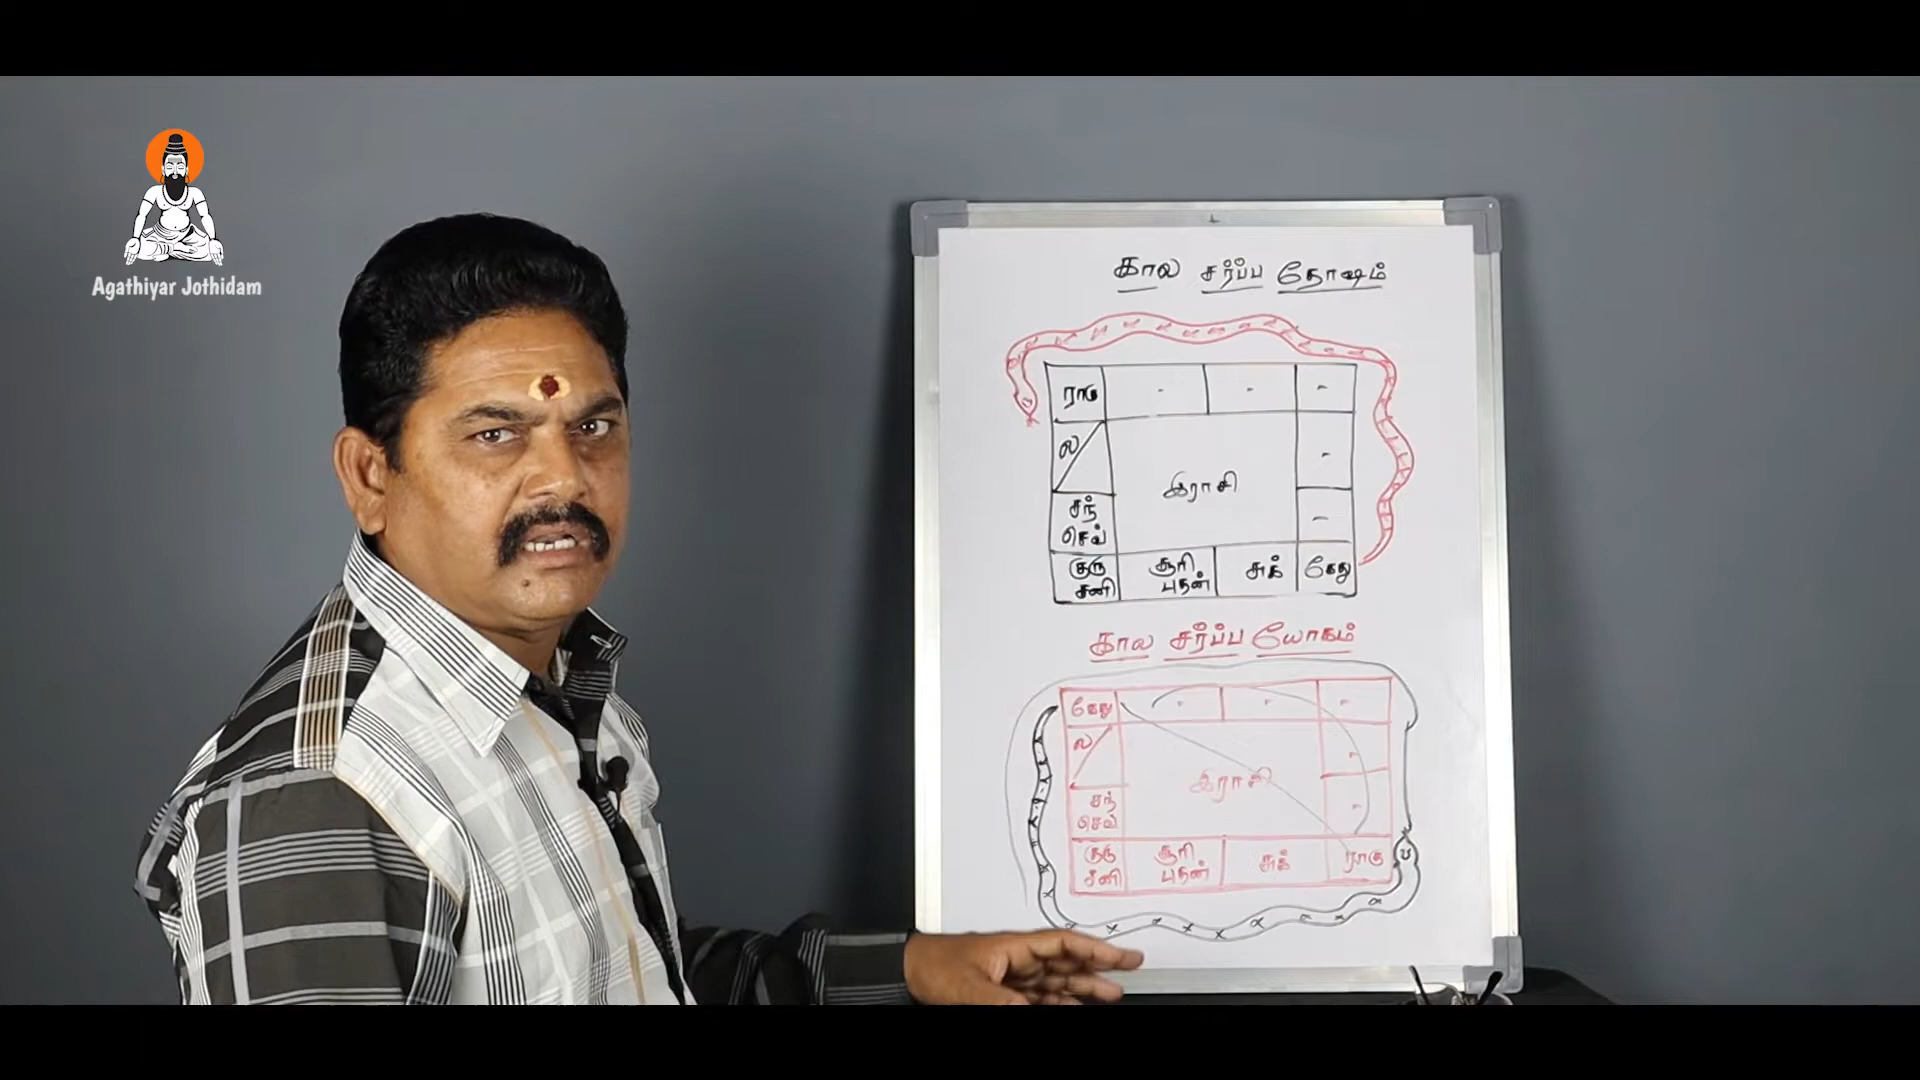 Agathiyar Jothidam
கால சர்ப்ப தோஷம்
ராகு - - -
ல -
இராசி
சந் -
செவ்
குரு சூரி சுக் கேது
சனி புதன்
கால சர்ப்ப யோகம்
கேது - - -
ல -
இராசி
சந் -
செவ்
குரு சூரி சுக் ராகு
சனி புதன்